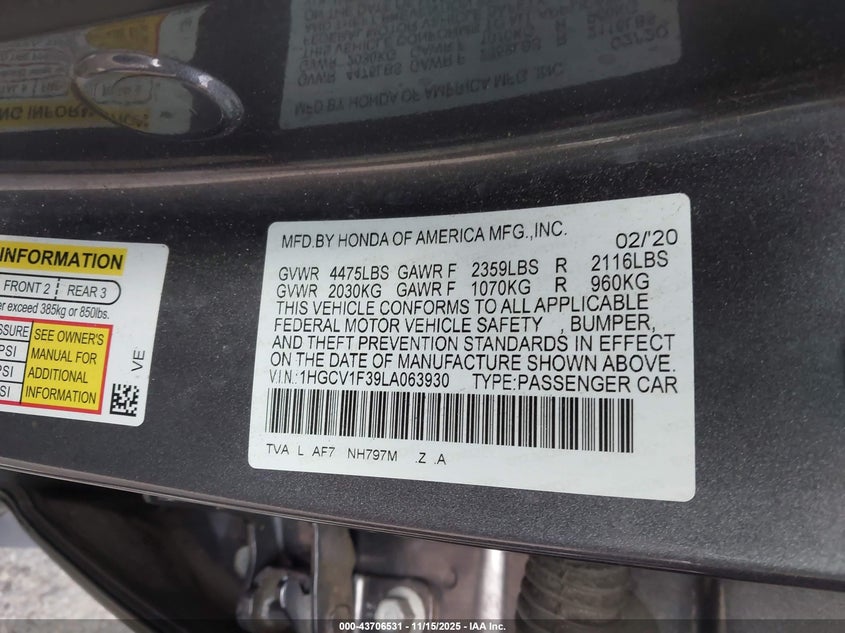 MFD.BY HONDA OF AMERICA MFG.,INC.
02/'20
GVWR 4475LBS GAWR F 2359LBS R 2116LBS
GVWR 2030KG GAWR F 1070KG R 960KG
THIS VEHICLE CONFORMS TO ALL APPLICABLE
FEDERAL MOTOR VEHICLE SAFETY , BUMPER,
AND THEFT PREVENTION STANDARDS IN EFFECT
ON THE DATE OF MANUFACTURE SHOWN ABOVE.
V.I.N.: 1HGCV1F39LA063930 TYPE:PASSENGER CAR
TVA L AF7 NH797M .Z .A
INFORMATION
FRONT 2 REAR 3
exceed 385kg or 850lbs.
SEE OWNER'S
MANUAL FOR
ADDITIONAL
INFORMATION
PSI
PSI
VE
000-43706531 - 11/15/2025 - IAA Inc.